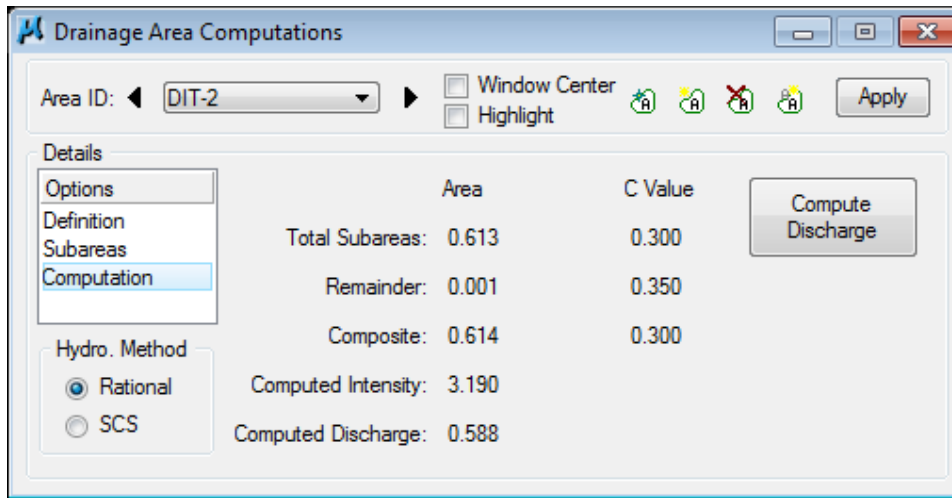 Drainage Area Computations
Area ID: DIT-2 Window Center Highlight Apply
Details
Options
Definition
Subareas
Computation
Hydro. Method
Rational
SCS
Area C Value
Total Subareas: 0.613 0.300
Remainder: 0.001 0.350
Composite: 0.614 0.300
Computed Intensity: 3.190
Computed Discharge: 0.588
Compute
Discharge